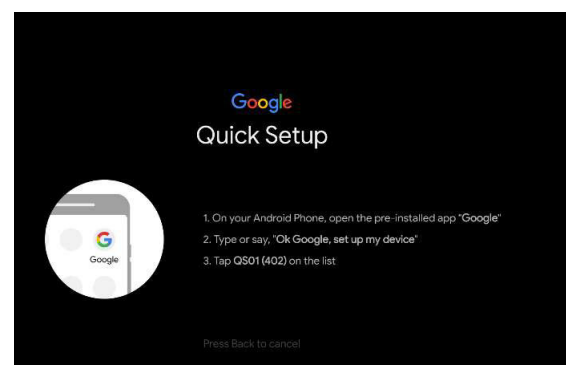 Google
Quick Setup
1. On your Android Phone, open the pre-installed app "Google"
2. Type or say, "Ok Google, set up my device"
3. Tap QS01 (402) on the list
Google
Press Back to cancel